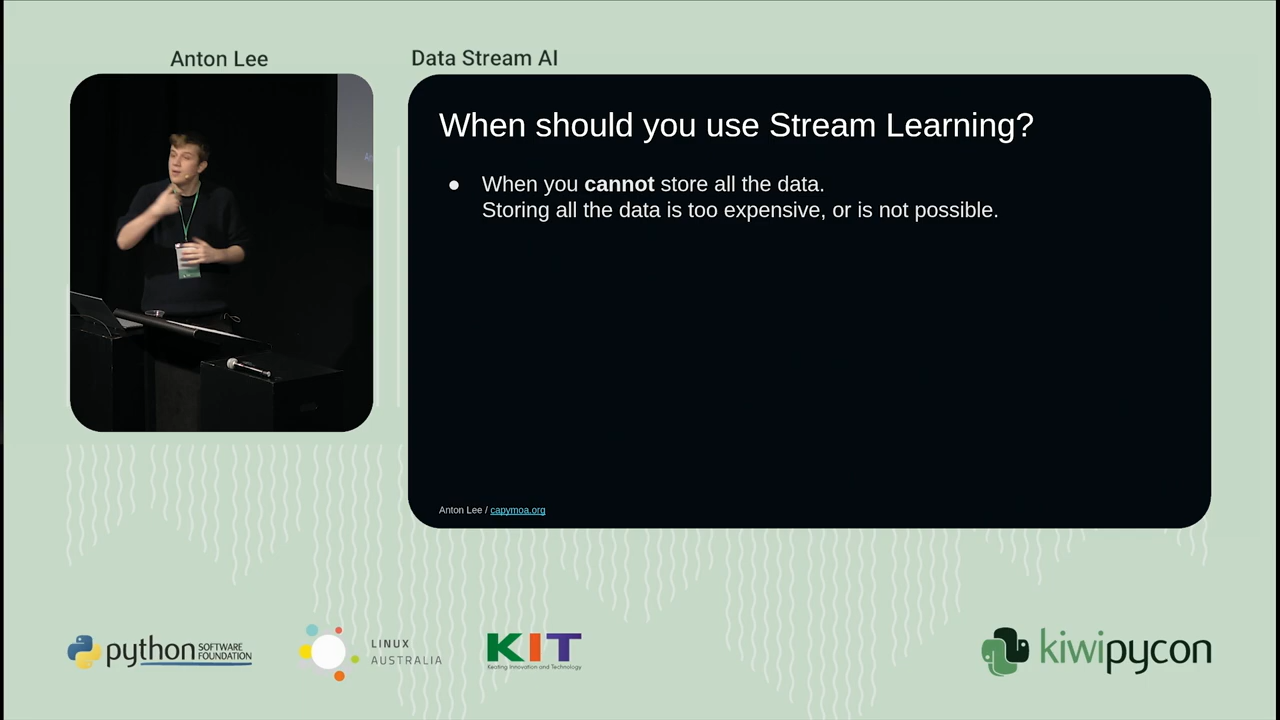 Anton Lee
Data Stream AI
When should you use Stream Learning?
● When you cannot store all the data.
Storing all the data is too expensive, or is not possible.
Anton Lee / capymoa.org
python SOFTWARE
FOUNDATION
LINUX
AUSTRALIA
KIT
Keating Innovation and Technology
kiwipycon